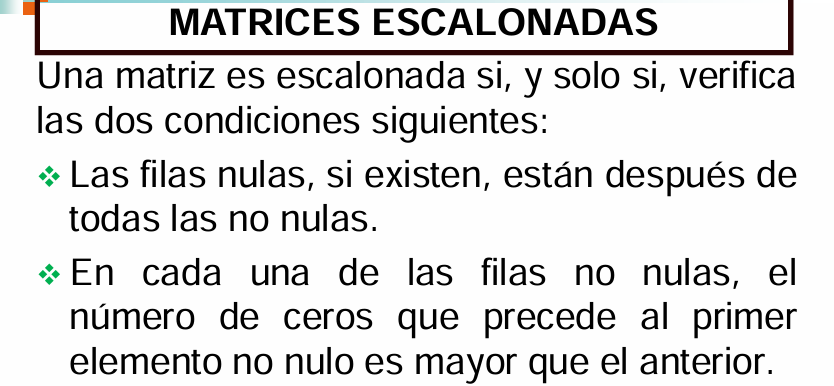 MATRICES ESCALONADAS
Una matriz es escalonada si, y solo si, verifica
las dos condiciones siguientes:
❖ Las filas nulas, si existen, están después de
todas las no nulas.
❖ En cada una de las filas no nulas, el
número de ceros que precede al primer
elemento no nulo es mayor que el anterior.